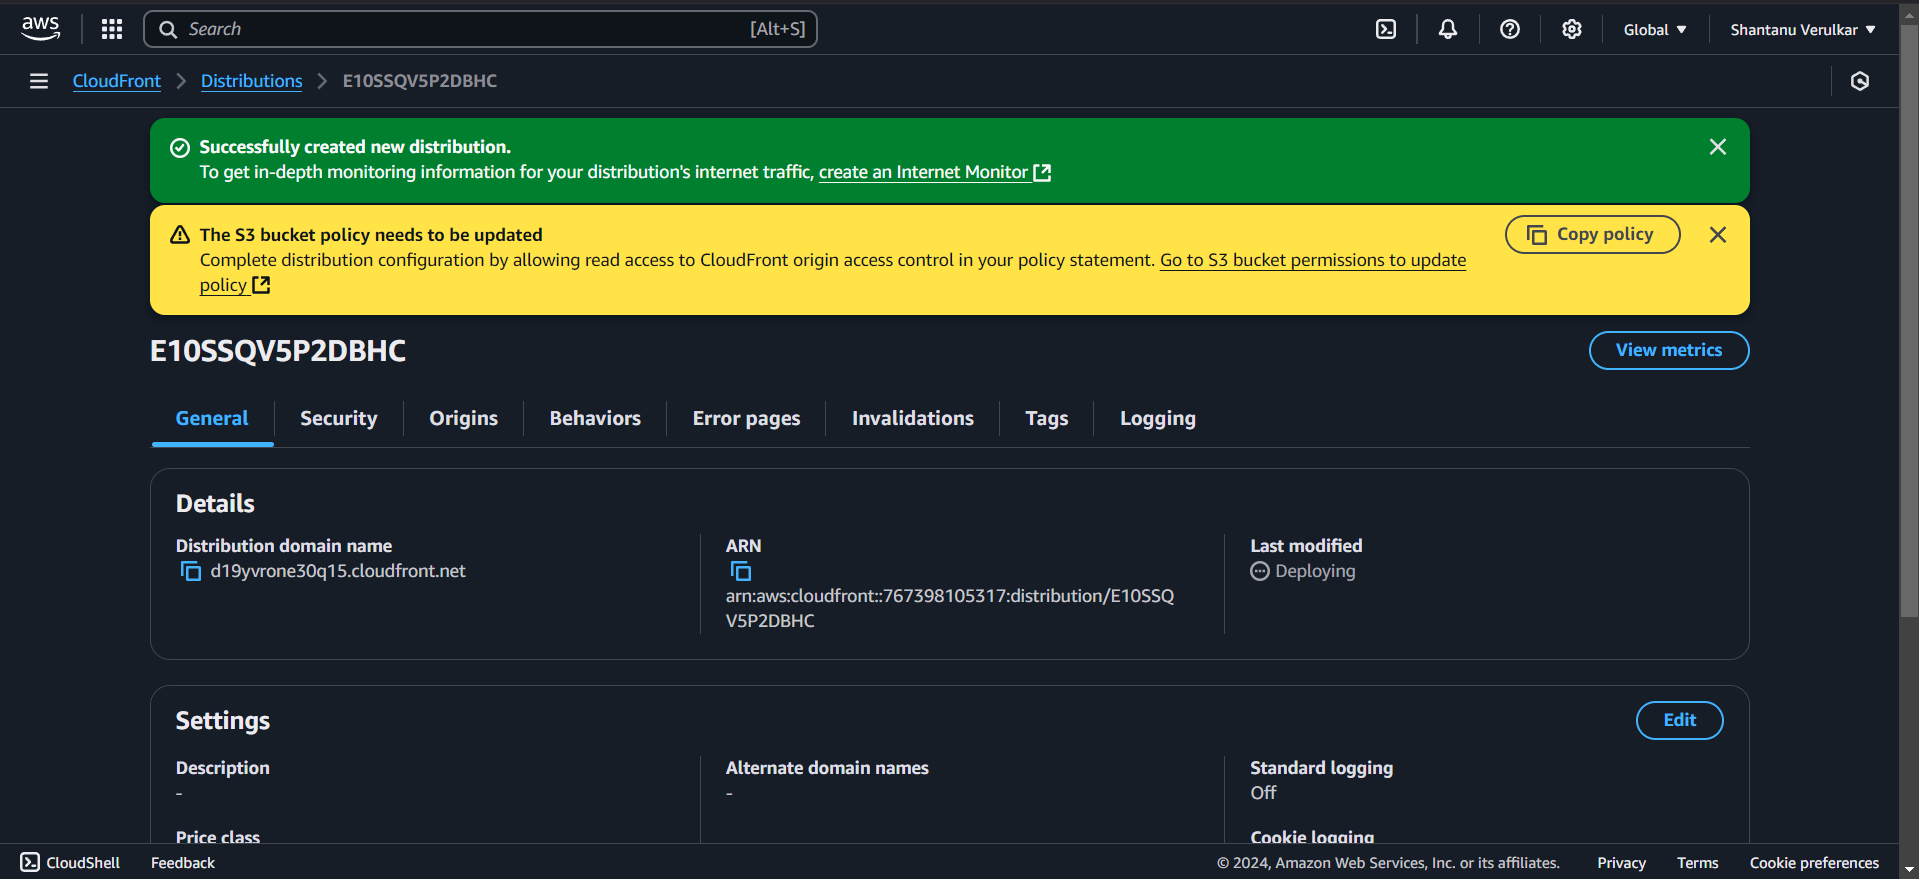 aws
Search [Alt+S]
Global
Shantanu Verulkar
CloudFront
Distributions
E10SSQV5P2DBHC
Successfully created new distribution.
To get in-depth monitoring information for your distribution's internet traffic, create an Internet Monitor
The S3 bucket policy needs to be updated
Complete distribution configuration by allowing read access to CloudFront origin access control in your policy statement. Go to S3 bucket permissions to update
policy
Copy policy
E10SSQV5P2DBHC
View metrics
General Security Origins Behaviors Error pages Invalidations Tags Logging
Details
Distribution domain name
d19yvrone30q15.cloudfront.net
ARN
arn:aws:cloudfront::767398105317:distribution/E10SSQ
V5P2DBHC
Last modified
Deploying
Settings
Edit
Description
-
Price class
Alternate domain names
-
Standard logging
Off
Cookie logging
CloudShell Feedback
© 2024, Amazon Web Services, Inc. or its affiliates. Privacy Terms Cookie preferences